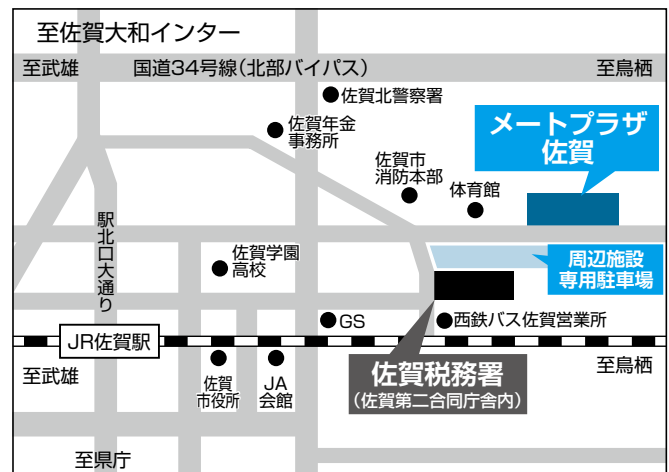 至佐賀大和インター
至武雄
国道34号線(北部バイパス)
至鳥栖
佐賀北警察署
佐賀年金
事務所
メートプラザ
佐賀
佐賀市
消防本部
体育館
駅北口大通り
佐賀学園
高校
周辺施設
専用駐車場
GS
西鉄バス佐賀営業所
JR佐賀駅
至武雄
佐賀
市役所
JA
会館
佐賀税務署
(佐賀第二合同庁舎内)
至鳥栖
至県庁